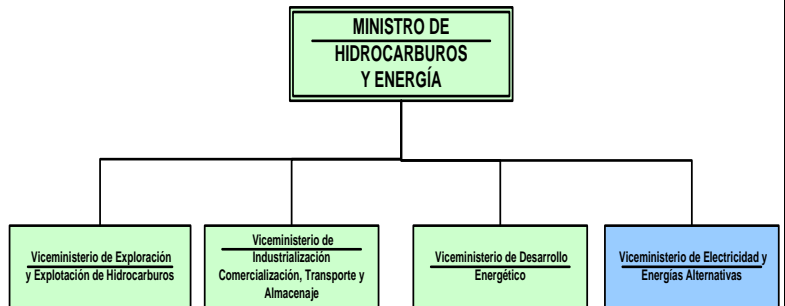 MINISTRO DE
HIDROCARBUROS
Y ENERGÍA
Viceministerio de Exploración
y Explotación de Hidrocarburos
Viceministerio de
Industrialización
Comercialización, Transporte y
Almacenaje
Viceministerio de Desarrollo
Energético
Viceministerio de Electricidad y
Energías Alternativas